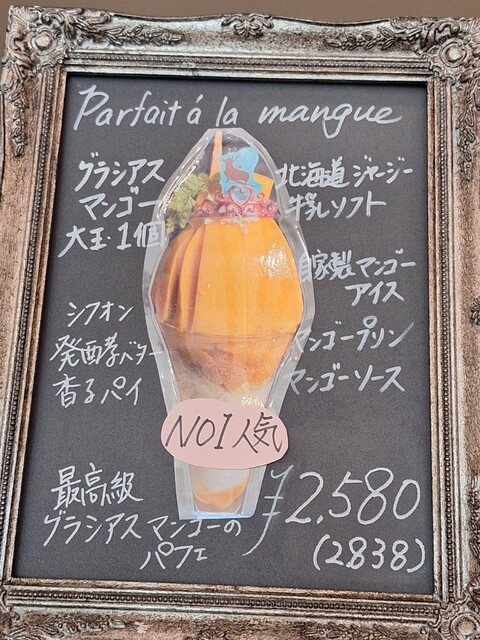 Parfait á la mangue
グラシアス
マンゴー
大玉1個
シフォン
発酵バター
香るパイ
北海道ジャージー
牛乳ソフト
自家製マンゴー
アイス
マンゴープリン
マンゴーソース
NO1人気
最高級
グラシアスマンゴーの
パフェ
¥2,580
(2838)